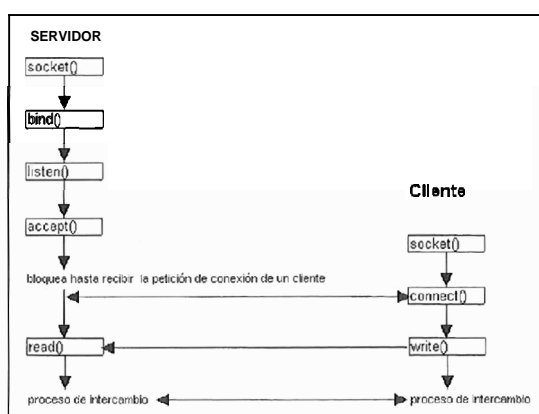 SERVIDOR
socket()
bind()
listen()
accept()
bloquea hasta recibir la petición de conexión de un cliente
read()
proceso de intercambio
Cliente
socket()
connect()
write()
proceso de intercambio